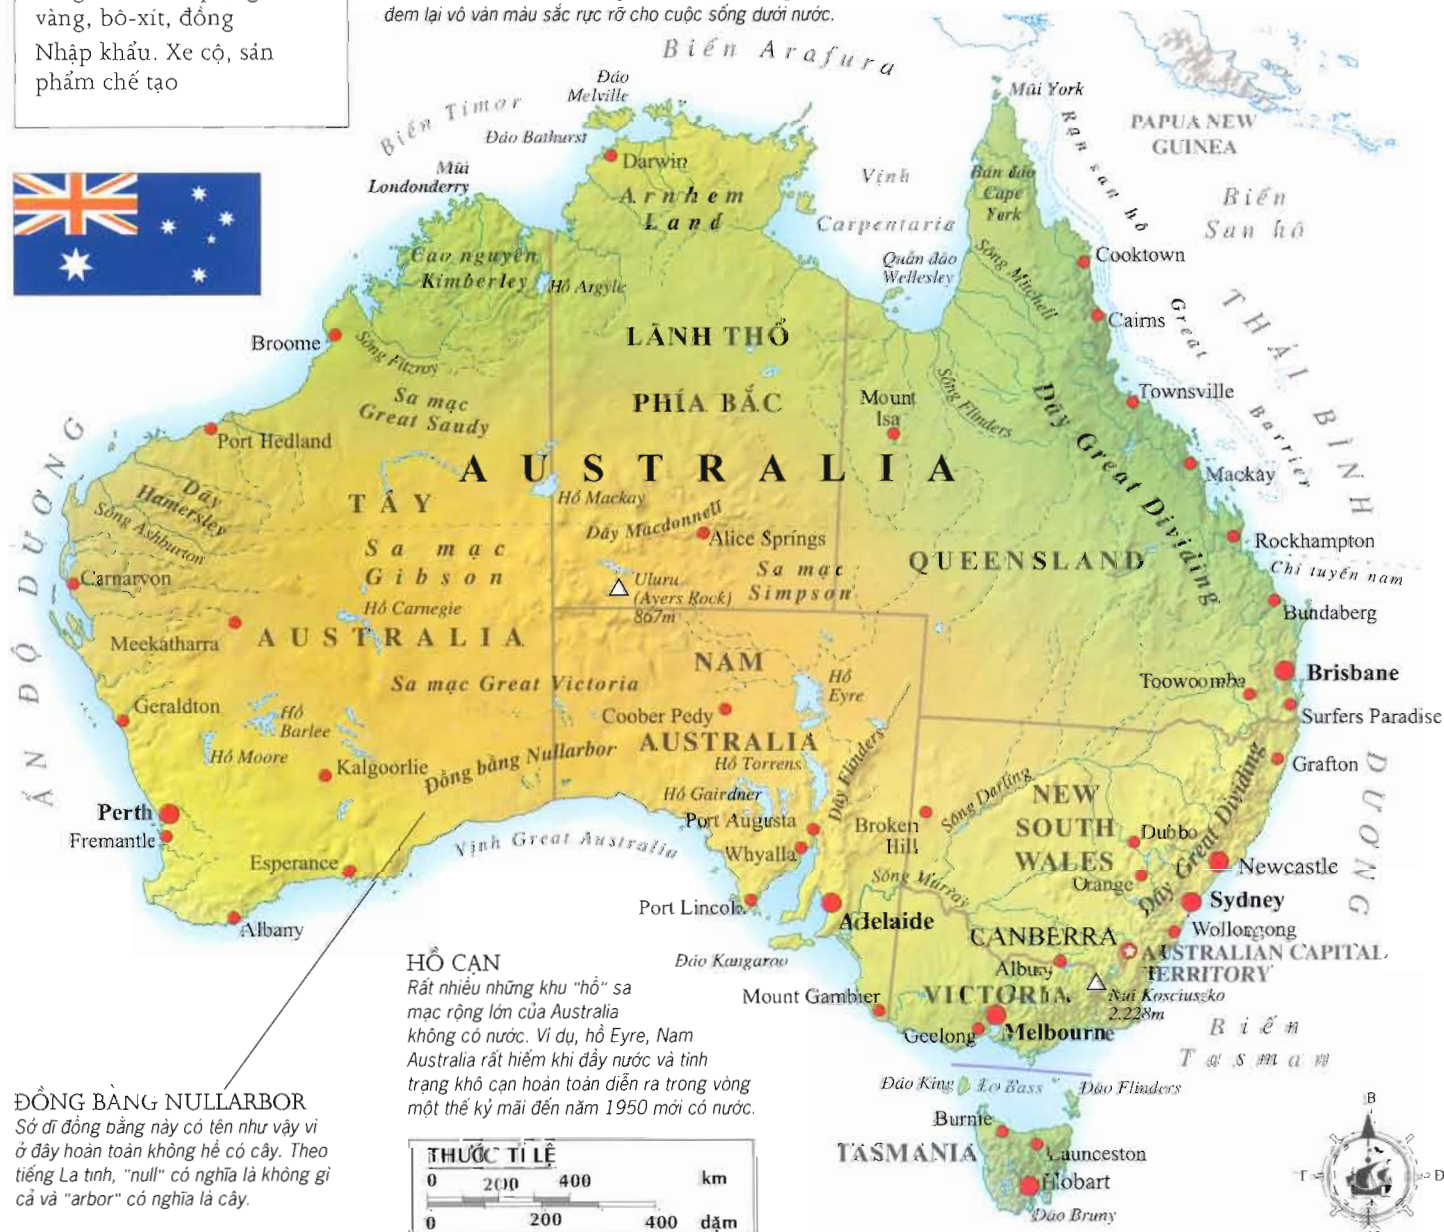 vàng, bô-xít, đồng
Nhập khẩu. Xe cộ, sản
phẩm chế tạo
đem lại vô vàn màu sắc rực rỡ cho cuộc sống dưới nước.
Biển Arafura
Biển Timor
Đảo
Melville
Đảo Bathurst
Mũi
Londonderry
Darwin
Arnhem
Land
Vịnh
Carpentaria
Mũi York
Rạn san hô
PAPUA NEW
GUINEA
Biển
San hô
Bán đảo
Cape
York
Quần đảo
Wellesley
Sông Mitchell
Cooktown
Cao nguyên
Kimberley
Hồ Argyle
Cairns
Great Barrier
THÁI BÌNH
DƯƠNG
Broome
Sông Fitzroy
LÃNH THỔ
PHÍA BẮC
Sa mạc
Great Saudy
Mount
Isa
Sông Flinders
Townsville
Dãy Great Dividing
Mackay
Port Hedland
AUSTRALIA
Dãy
Hamersley
Sông Ashburton
TÂY
AUSTRALIA
Hồ Mackay
Dãy Macdonnell
Alice Springs
Sa mạc
Gibson
Uluru
(Ayers Rock)
867m
Sa mạc
Simpson
QUEENSLAND
Rockhampton
Chí tuyến nam
Bundaberg
ẤN ĐỘ DƯƠNG
Carnarvon
Hồ Carnegie
Meekatharra
Sa mạc Great Victoria
NAM
AUSTRALIA
Hồ
Eyre
Coober Pedy
Toowoomba
Brisbane
Surfers Paradise
Geraldton
Hồ
Barlee
Hồ Moore
Kalgoorlie
Đồng bằng Nullarbor
Hồ Torrens
Hồ Gairdner
Dãy Flinders
Port Augusta
Whyalla
Broken
Hill
Sông Darling
NEW
SOUTH
WALES
Dubbo
Orange
Dãy Great Dividing
Grafton
Newcastle
Sydney
Wollongong
Perth
Fremantle
Esperance
Albany
Vịnh Great Australia
Port Lincoln
Adelaide
Sông Murray
Đảo Kangaroo
CANBERRA
AUSTRALIAN CAPITAL
TERRITORY
Albury
Núi Kosciuszko
2.228m
Mount Gambier
VICTORIA
Geelong
Melbourne
Biển
Tasman
Đảo King
Eo Bass
Đảo Flinders
Burnie
TASMANIA
Launceston
Hobart
Đảo Bruny
HỒ CẠN
Rất nhiều những khu "hồ" sa
mạc rộng lớn của Australia
không có nước. Ví dụ, hồ Eyre, Nam
Australia rất hiếm khi đầy nước và tình
trạng khô cạn hoàn toàn diễn ra trong vòng
một thế kỷ mãi đến năm 1950 mới có nước.
ĐỒNG BẰNG NULLARBOR
Sở dĩ đồng bằng này có tên như vậy vì
ở đây hoàn toàn không hề có cây. Theo
tiếng La tinh, "null" có nghĩa là không gì
cả và "arbor" có nghĩa là cây.
THƯỚC TỈ LỆ
0 200 400 km
0 200 400 dặm
B
T Đ